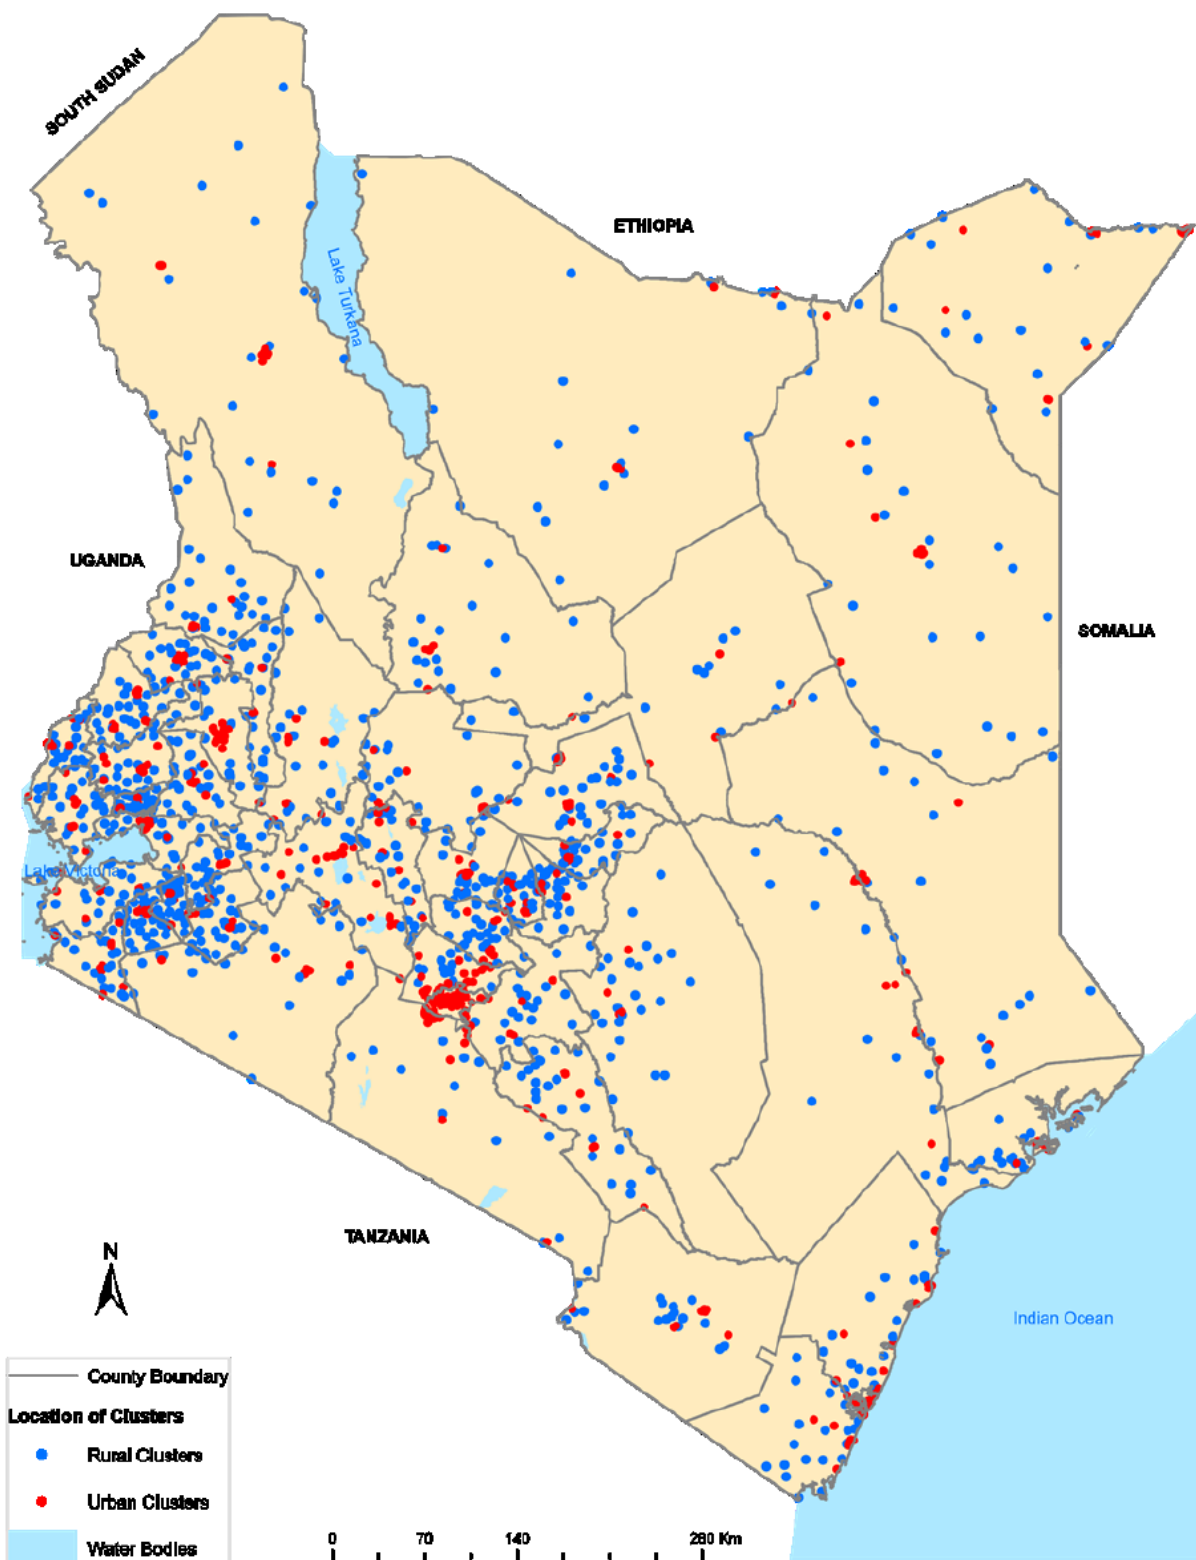 SOUTH SUDAN
ETHIOPIA
Lake Turkana
UGANDA
SOMALIA
Lake Victoria
TANZANIA
N
Indian Ocean
County Boundary
Location of Clusters
Rural Clusters
Urban Clusters
Water Bodies
0 70 140 280 Km